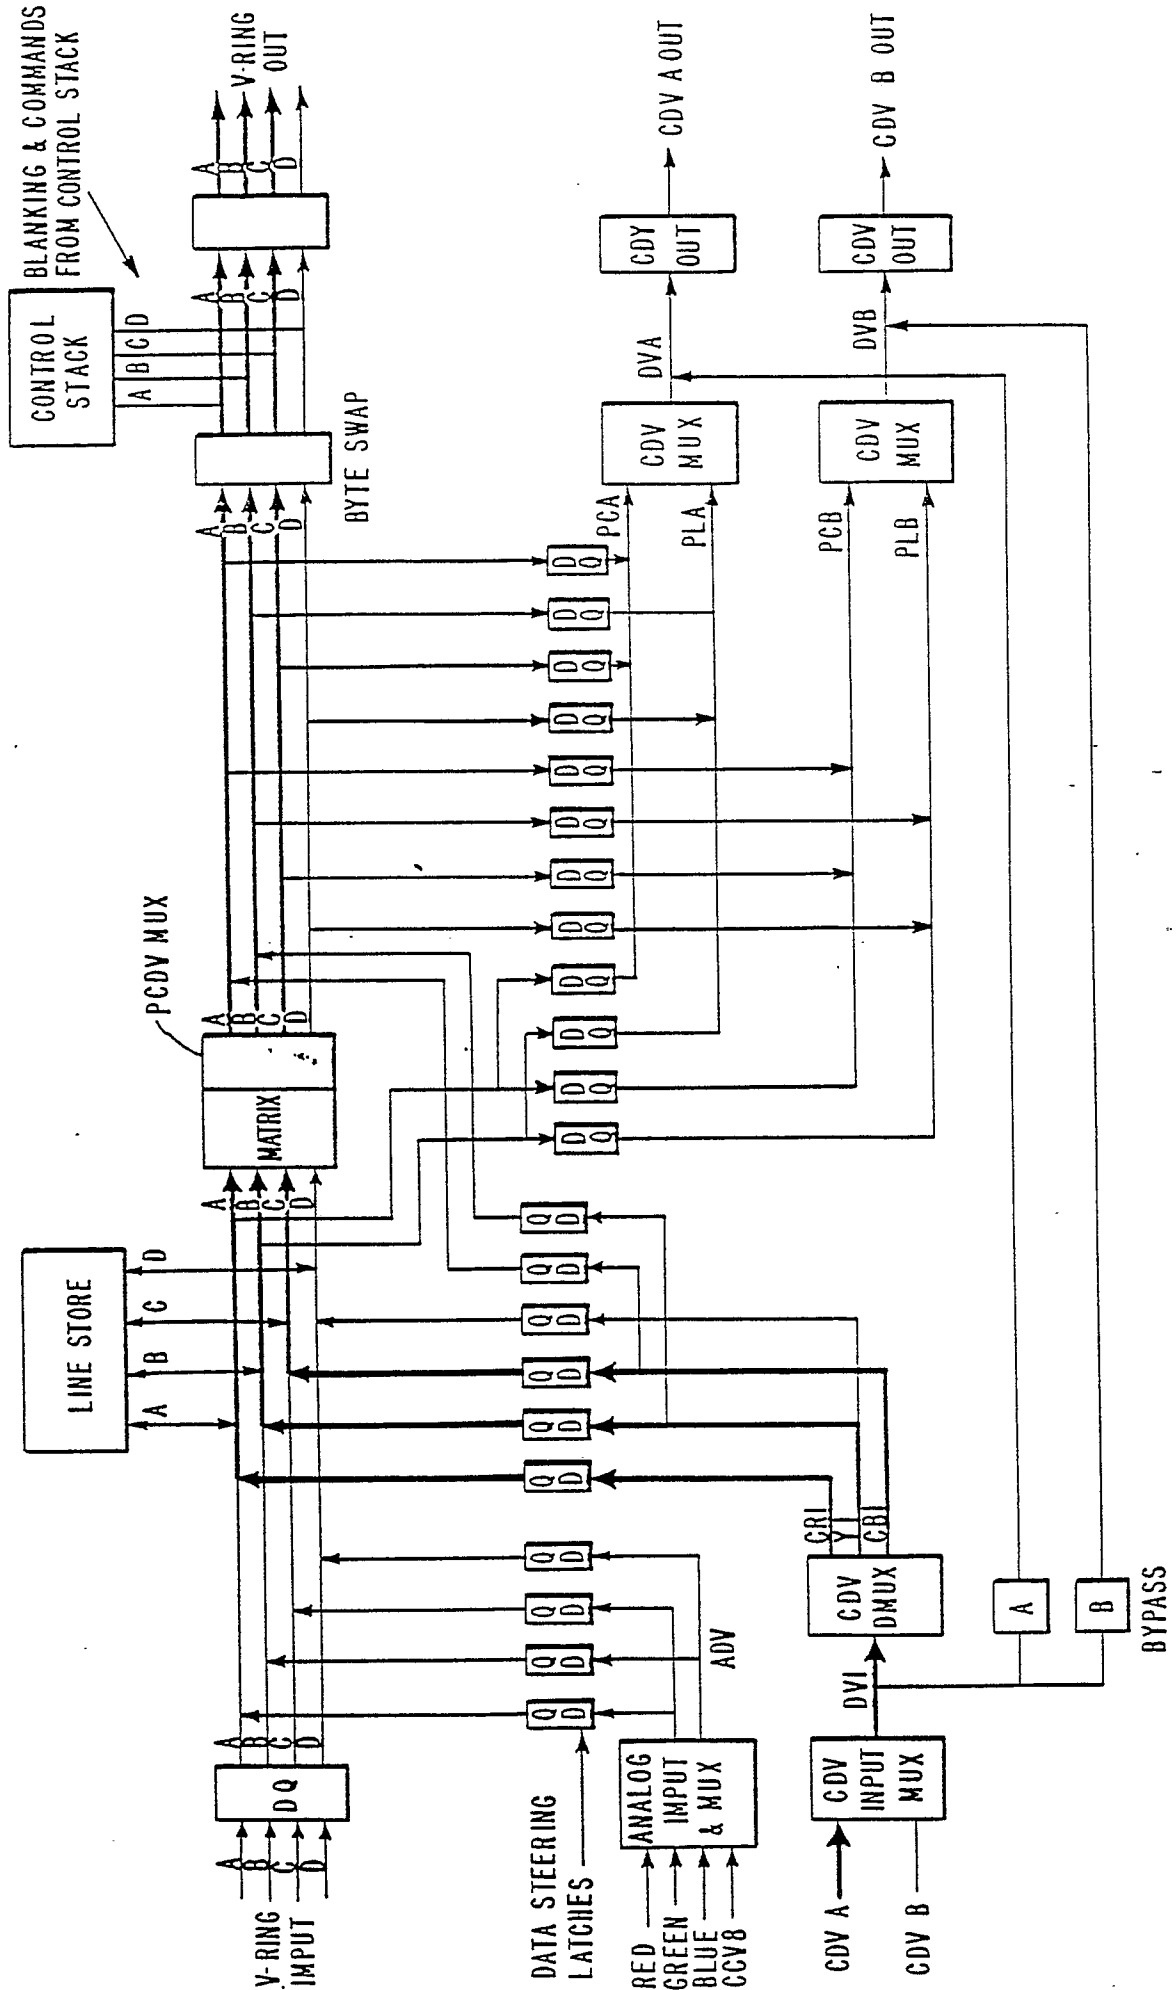 BLANKING & COMMANDS
FROM CONTROL STACK
CONTROL
STACK
A B C D
V-RING
OUT
A
B
C
D
A
B
C
D
BYTE SWAP
A
B
C
D
PCDV MUX
A
B
C
D
MATRIX
A
B
C
D
LINE STORE
A B C D
A
B
C
D
DQ
A
B
C
D
V-RING
IMPUT
DATA STEERING
LATCHES
Q D
Q D
Q D
Q D
Q D
Q D
Q D
Q D
Q D
Q D
D Q
D Q
D Q
D Q
D Q
D Q
D Q
D Q
D Q
D Q
D Q
D Q
RED
GREEN
BLUE
CCVB
ANALOG
IMPUT
& MUX
ADV
CDV A
CDV B
CDV
INPUT
MUX
DVI
CDV
DMUX
CRI
YI
CBI
A
B
BYPASS
PCA
PLA
CDV
MUX
DVA
CDY
OUT
CDV A OUT
PCB
PLB
CDV
MUX
DVB
CDV
OUT
CDV B OUT